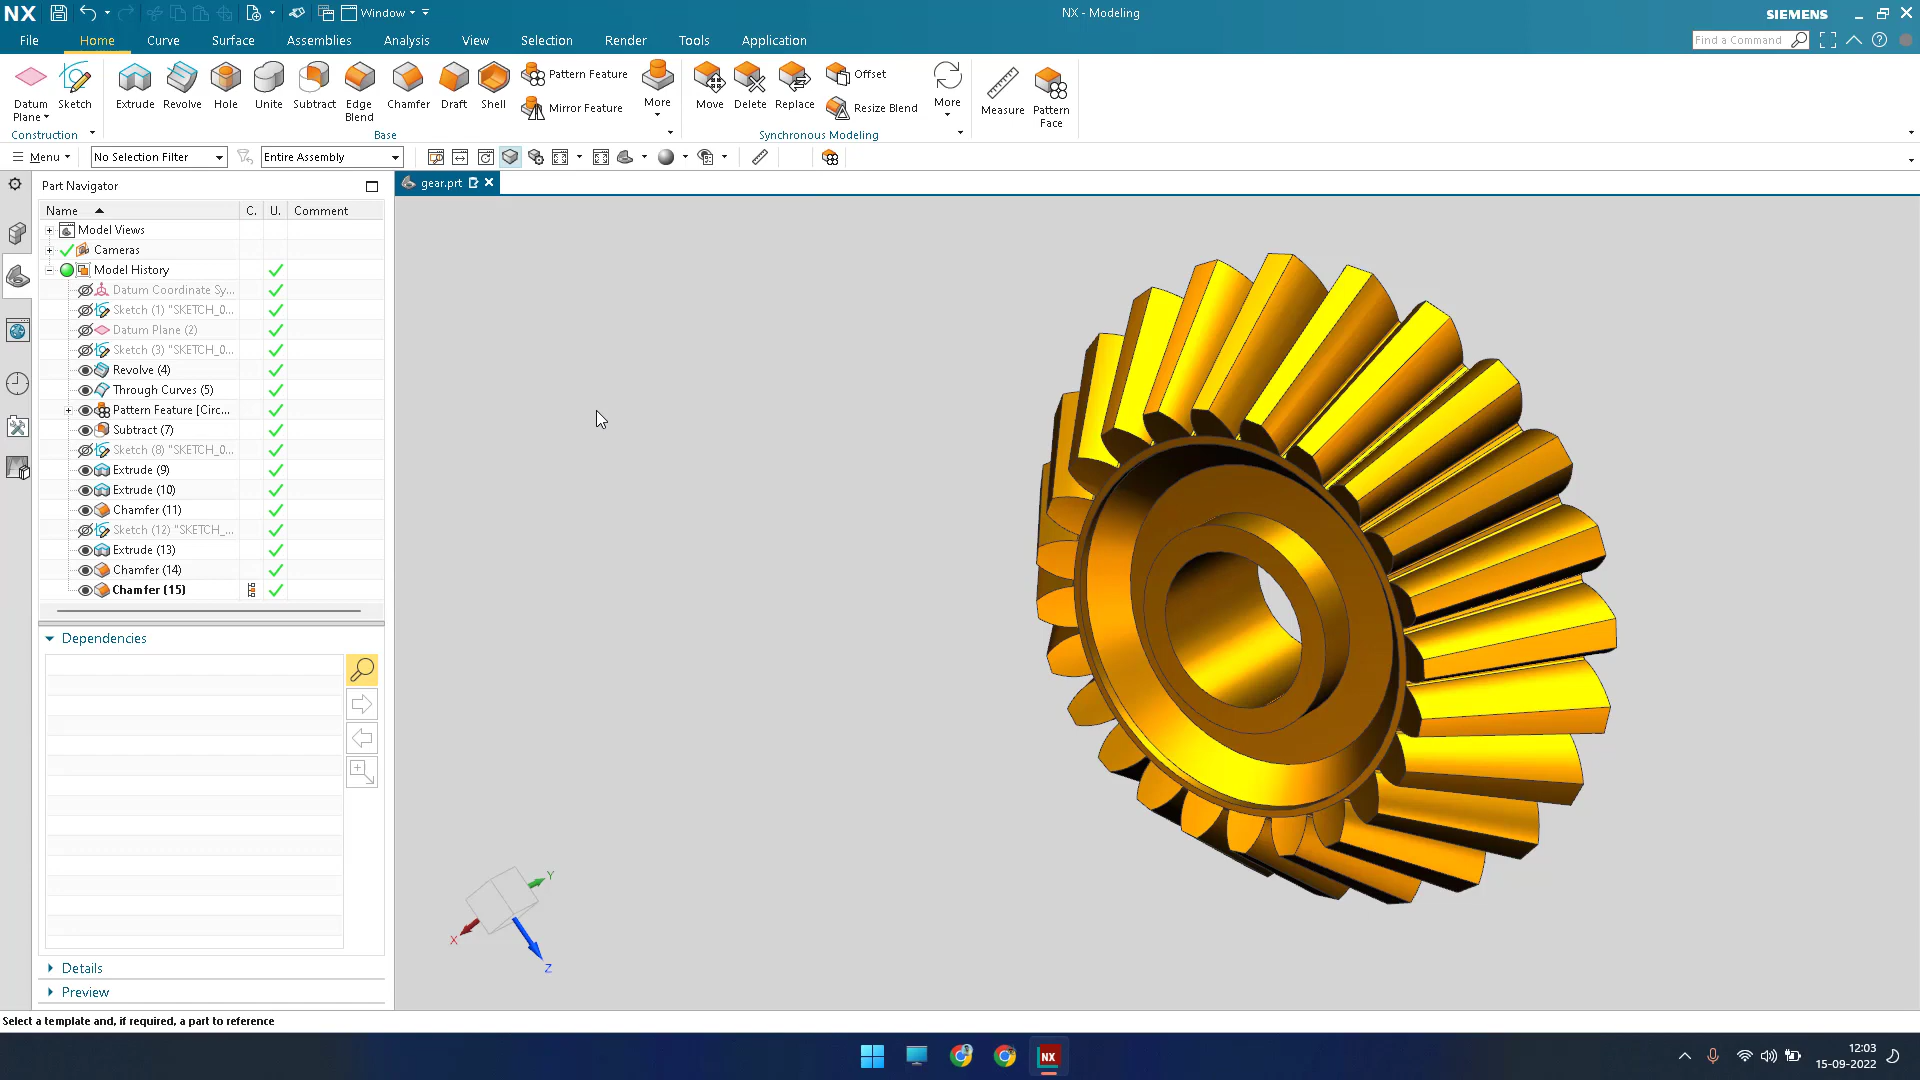 NX
Window
NX - Modeling
SIEMENS
File
Home
Curve
Surface
Assemblies
Analysis
View
Selection
Render
Tools
Application
Find a Command
Datum Plane
Sketch
Extrude
Revolve
Hole
Unite
Subtract
Edge Blend
Chamfer
Draft
Shell
Pattern Feature
Mirror Feature
More
Move
Delete
Replace
Offset
Resize Blend
More
Measure
Pattern Face
Construction
Base
Synchronous Modeling
Menu
No Selection Filter
Entire Assembly
Part Navigator
gear.prt
Name C. U. Comment
Model Views
Cameras
Model History
Datum Coordinate Sy...
Sketch (1) "SKETCH_0...
Datum Plane (2)
Sketch (3) "SKETCH_0...
Revolve (4)
Through Curves (5)
Pattern Feature [Circ...
Subtract (7)
Sketch (8) "SKETCH_0...
Extrude (9)
Extrude (10)
Chamfer (11)
Sketch (12) "SKETCH_...
Extrude (13)
Chamfer (14)
Chamfer (15)
Dependencies
Details
Preview
Y
X
Z
Select a template and, if required, a part to reference
NX
12:03
15-09-2022